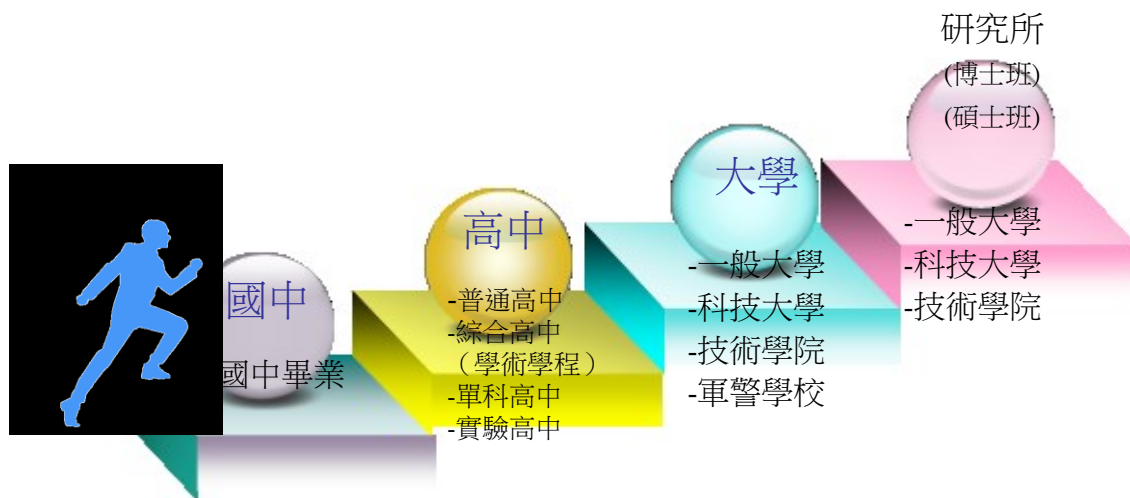 國中
國中畢業
高中
-普通高中
-綜合高中
（學術學程）
-單科高中
-實驗高中
大學
-一般大學
-科技大學
-技術學院
-軍警學校
研究所
(博士班)
(碩士班)
-一般大學
-科技大學
-技術學院